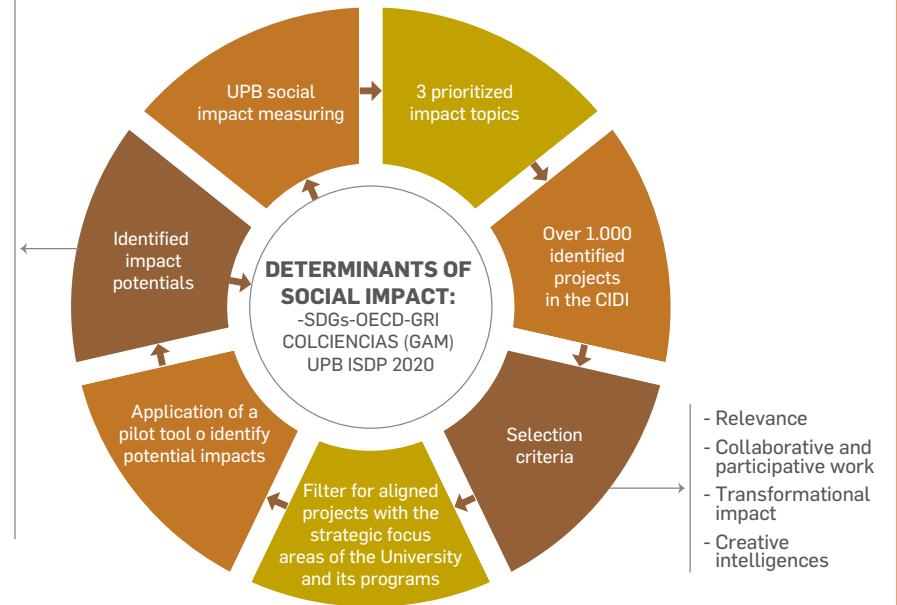 UPB social
impact measuring
3 prioritized
impact topics
Over 1.000
identified
projects
in the CIDI
Selection
criteria
- Relevance
- Collaborative and
participative work
- Transformational
impact
- Creative
intelligences
Filter for aligned
projects with the
strategic focus
areas of the University
and its programs
Application of a
pilot tool o identify
potential impacts
Identified
impact
potentials
DETERMINANTS OF
SOCIAL IMPACT:
-SDGs-OECD-GRI
COLCIENCIAS (GAM)
UPB ISDP 2020